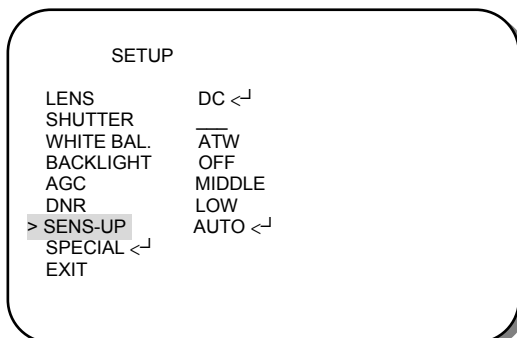 SETUP
LENS DC <┘
SHUTTER ___
WHITE BAL. ATW
BACKLIGHT OFF
AGC MIDDLE
DNR LOW
> SENS-UP AUTO <┘
SPECIAL <┘
EXIT